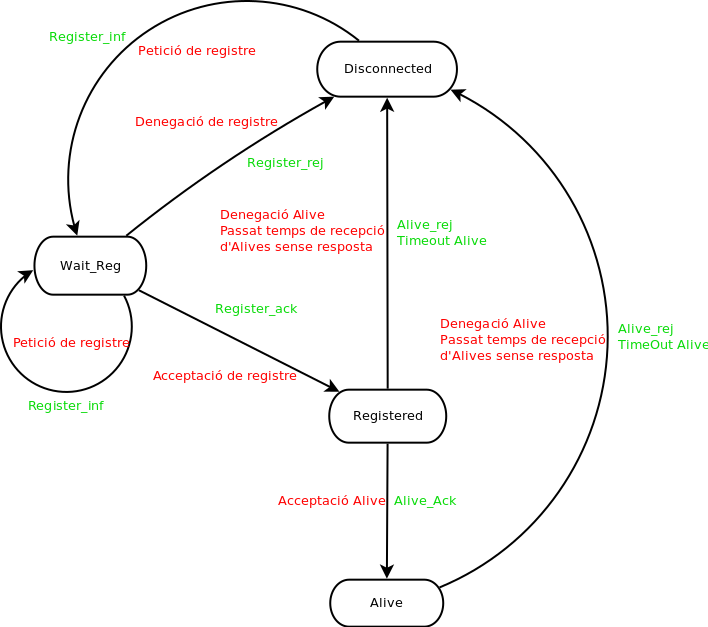 Register_inf
Petició de registre
Disconnected
Denegació de registre
Register_rej
Denegació Alive
Passat temps de recepció
d'Alives sense resposta
Alive_rej
Timeout Alive
Wait_Reg
Register_ack
Petició de registre
Acceptació de registre
Register_inf
Denegació Alive
Passat temps de recepció
d'Alives sense resposta
Alive_rej
TimeOut Alive
Registered
Acceptació Alive
Alive_Ack
Alive